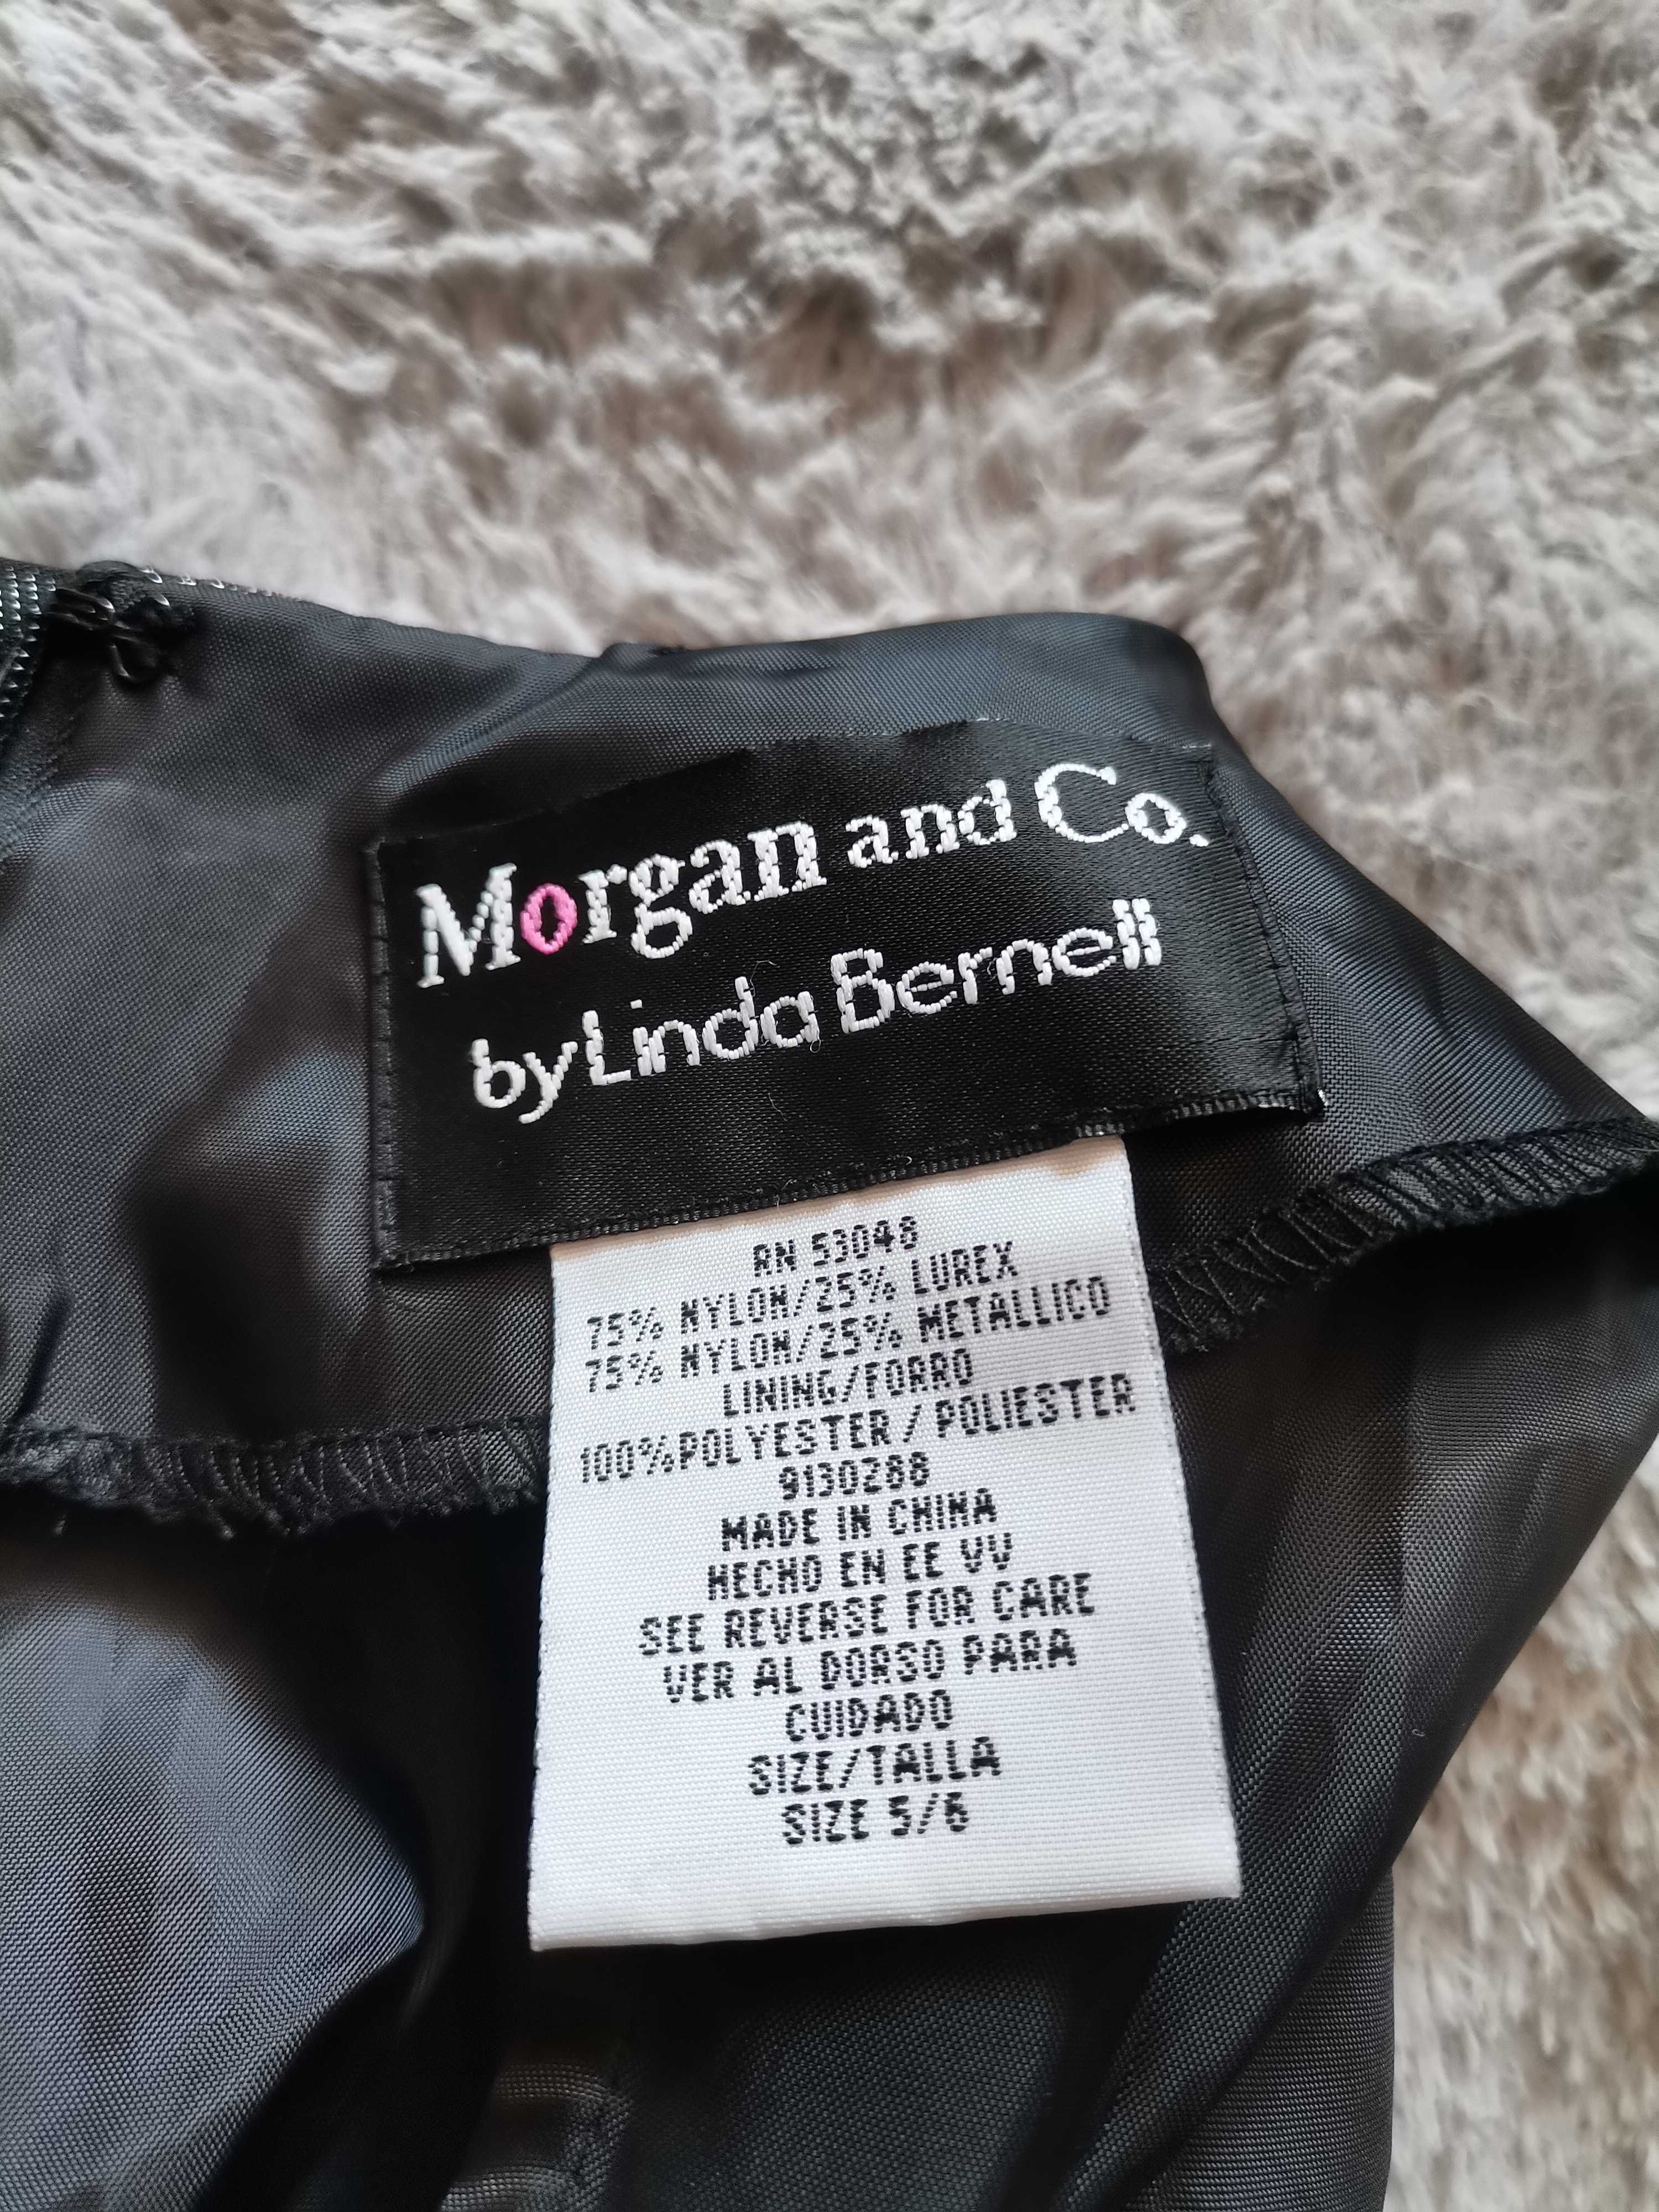 Morgan and Co.
by Linda Bernell
RN 53048
75% NYLON/25% LUREX
75% NYLON/25% METALLICO
LINING/FORRO
100%POLYESTER / POLIESTER
9130288
MADE IN CHINA
HECHO EN EE VV
SEE REVERSE FOR CARE
VER AL DORSO PARA
CUIDADO
SIZE/TALLA
SIZE 5/6